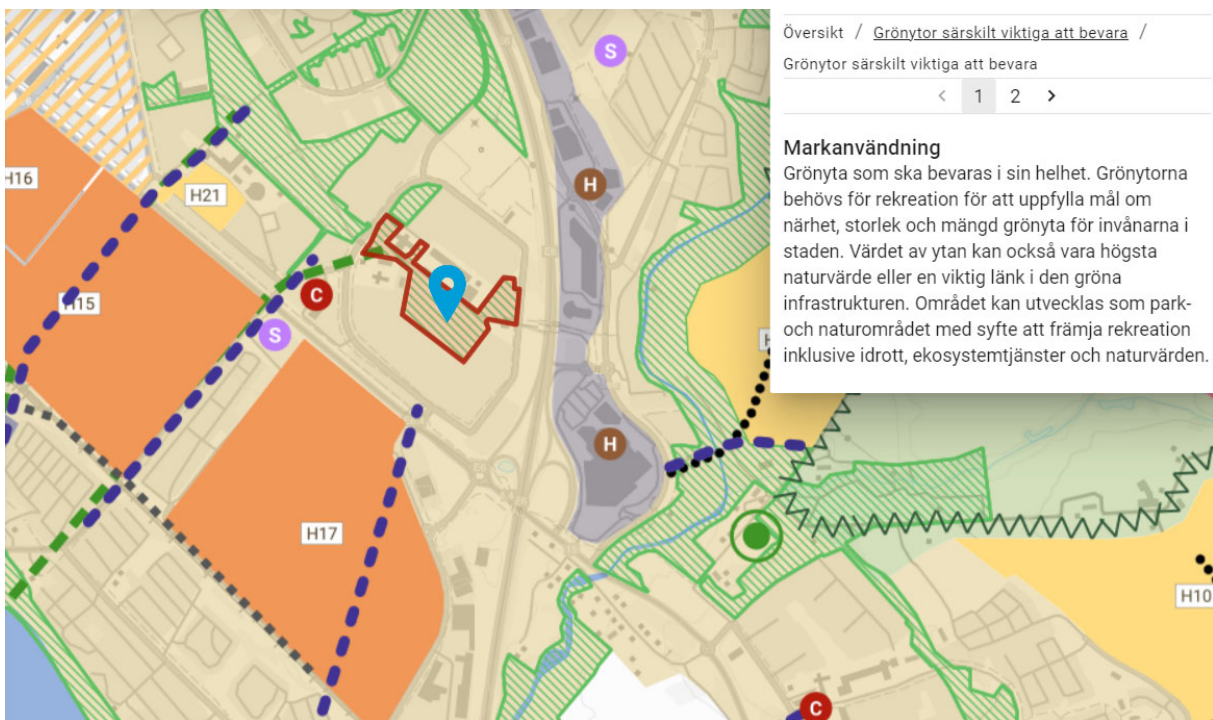 Översikt / Grönytor särskilt viktiga att bevara /
Grönytor särskilt viktiga att bevara
< 1 2 >
Markanvändning
Grönyta som ska bevaras i sin helhet. Grönytorna
behövs för rekreation för att uppfylla mål om
närhet, storlek och mängd grönyta för invånarna i
staden. Värdet av ytan kan också vara högsta
naturvärde eller en viktig länk i den gröna
infrastrukturen. Området kan utvecklas som park-
och naturområdet med syfte att främja rekreation
inklusive idrott, ekosystemtjänster och naturvärden.
S
H16
H
H21
C
H15
S
E6
H
H17
H10
C